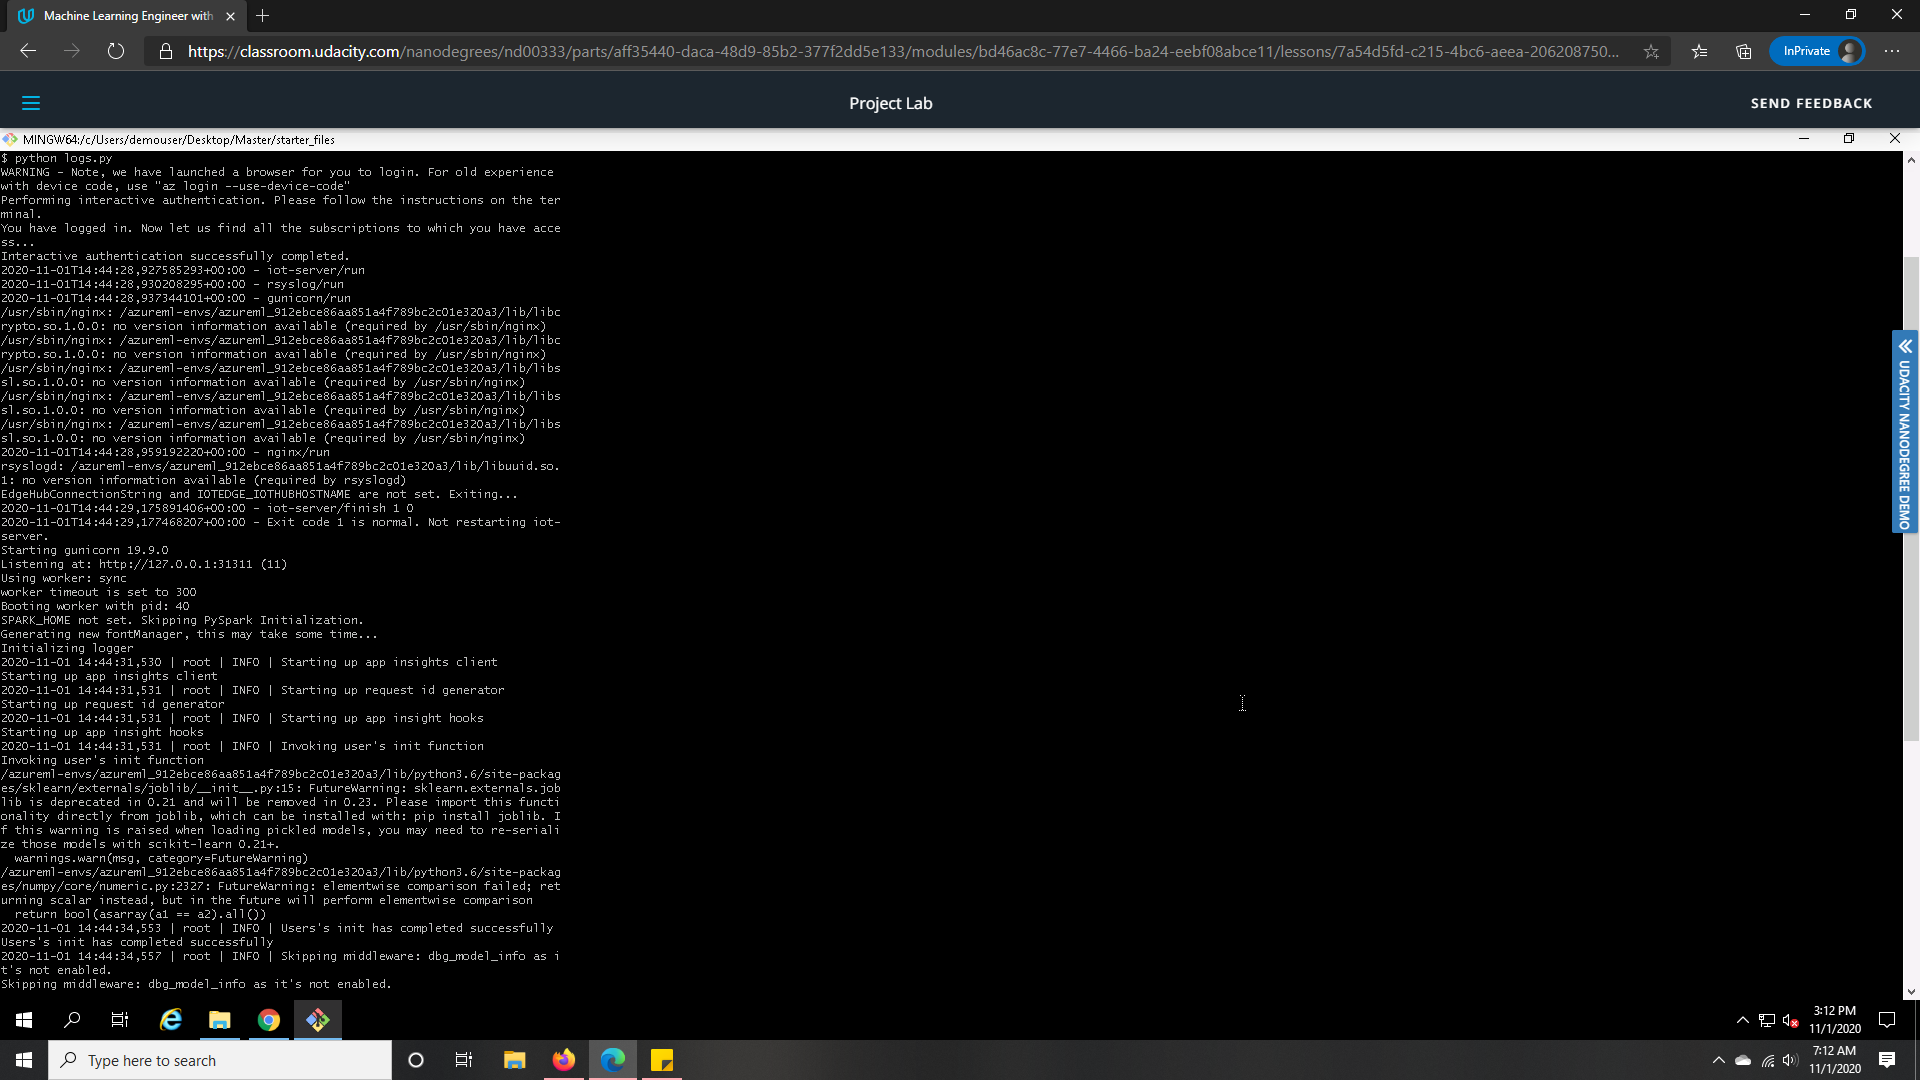 Machine Learning Engineer with
https://classroom.udacity.com/nanodegrees/nd00333/parts/aff35440-daca-48d9-85b2-377f2dd5e133/modules/bd46ac8c-77e7-4466-ba24-eebf08abce11/lessons/7a54d5fd-c215-4bc6-aeea-206208750...
InPrivate
Project Lab
SEND FEEDBACK
MINGW64:/c/Users/demouser/Desktop/Master/starter_files
$ python logs.py
WARNING - Note, we have launched a browser for you to login. For old experience
with device code, use "az login --use-device-code"
Performing interactive authentication. Please follow the instructions on the ter
minal.
You have logged in. Now let us find all the subscriptions to which you have acce
ss...
Interactive authentication successfully completed.
2020-11-01T14:44:28,927585293+00:00 - iot-server/run
2020-11-01T14:44:28,930208295+00:00 - rsyslog/run
2020-11-01T14:44:28,937344101+00:00 - gunicorn/run
/usr/sbin/nginx: /azureml-envs/azureml_912ebce86aa851a4f789bc2c01e320a3/lib/libc
rypto.so.1.0.0: no version information available (required by /usr/sbin/nginx)
/usr/sbin/nginx: /azureml-envs/azureml_912ebce86aa851a4f789bc2c01e320a3/lib/libc
rypto.so.1.0.0: no version information available (required by /usr/sbin/nginx)
/usr/sbin/nginx: /azureml-envs/azureml_912ebce86aa851a4f789bc2c01e320a3/lib/libs
sl.so.1.0.0: no version information available (required by /usr/sbin/nginx)
/usr/sbin/nginx: /azureml-envs/azureml_912ebce86aa851a4f789bc2c01e320a3/lib/libs
sl.so.1.0.0: no version information available (required by /usr/sbin/nginx)
/usr/sbin/nginx: /azureml-envs/azureml_912ebce86aa851a4f789bc2c01e320a3/lib/libs
sl.so.1.0.0: no version information available (required by /usr/sbin/nginx)
2020-11-01T14:44:28,959192220+00:00 - nginx/run
rsyslogd: /azureml-envs/azureml_912ebce86aa851a4f789bc2c01e320a3/lib/libuuid.so.
1: no version information available (required by rsyslogd)
EdgeHubConnectionString and IOTEDGE_IOTHUBHOSTNAME are not set. Exiting...
2020-11-01T14:44:29,175891406+00:00 - iot-server/finish 1 0
2020-11-01T14:44:29,177468207+00:00 - Exit code 1 is normal. Not restarting iot-
server.
Starting gunicorn 19.9.0
Listening at: http://127.0.0.1:31311 (11)
Using worker: sync
worker timeout is set to 300
Booting worker with pid: 40
SPARK_HOME not set. Skipping PySpark Initialization.
Generating new fontManager, this may take some time...
Initializing logger
2020-11-01 14:44:31,530 | root | INFO | Starting up app insights client
Starting up app insights client
2020-11-01 14:44:31,531 | root | INFO | Starting up request id generator
Starting up request id generator
2020-11-01 14:44:31,531 | root | INFO | Starting up app insight hooks
Starting up app insight hooks
2020-11-01 14:44:31,531 | root | INFO | Invoking user's init function
Invoking user's init function
/azureml-envs/azureml_912ebce86aa851a4f789bc2c01e320a3/lib/python3.6/site-packag
es/sklearn/externals/joblib/__init__.py:15: FutureWarning: sklearn.externals.job
lib is deprecated in 0.21 and will be removed in 0.23. Please import this functi
onality directly from joblib, which can be installed with: pip install joblib. I
f this warning is raised when loading pickled models, you may need to re-seriali
ze those models with scikit-learn 0.21+.
warnings.warn(msg, category=FutureWarning)
/azureml-envs/azureml_912ebce86aa851a4f789bc2c01e320a3/lib/python3.6/site-packag
es/numpy/core/numeric.py:2327: FutureWarning: elementwise comparison failed; ret
urning scalar instead, but in the future will perform elementwise comparison
return bool(asarray(a1 == a2).all())
2020-11-01 14:44:34,553 | root | INFO | Users's init has completed successfully
Users's init has completed successfully
2020-11-01 14:44:34,557 | root | INFO | Skipping middleware: dbg_model_info as i
t's not enabled.
Skipping middleware: dbg_model_info as it's not enabled.
UDACITY NANODEGREE DEMO
3:12 PM
11/1/2020
Type here to search
7:12 AM
11/1/2020